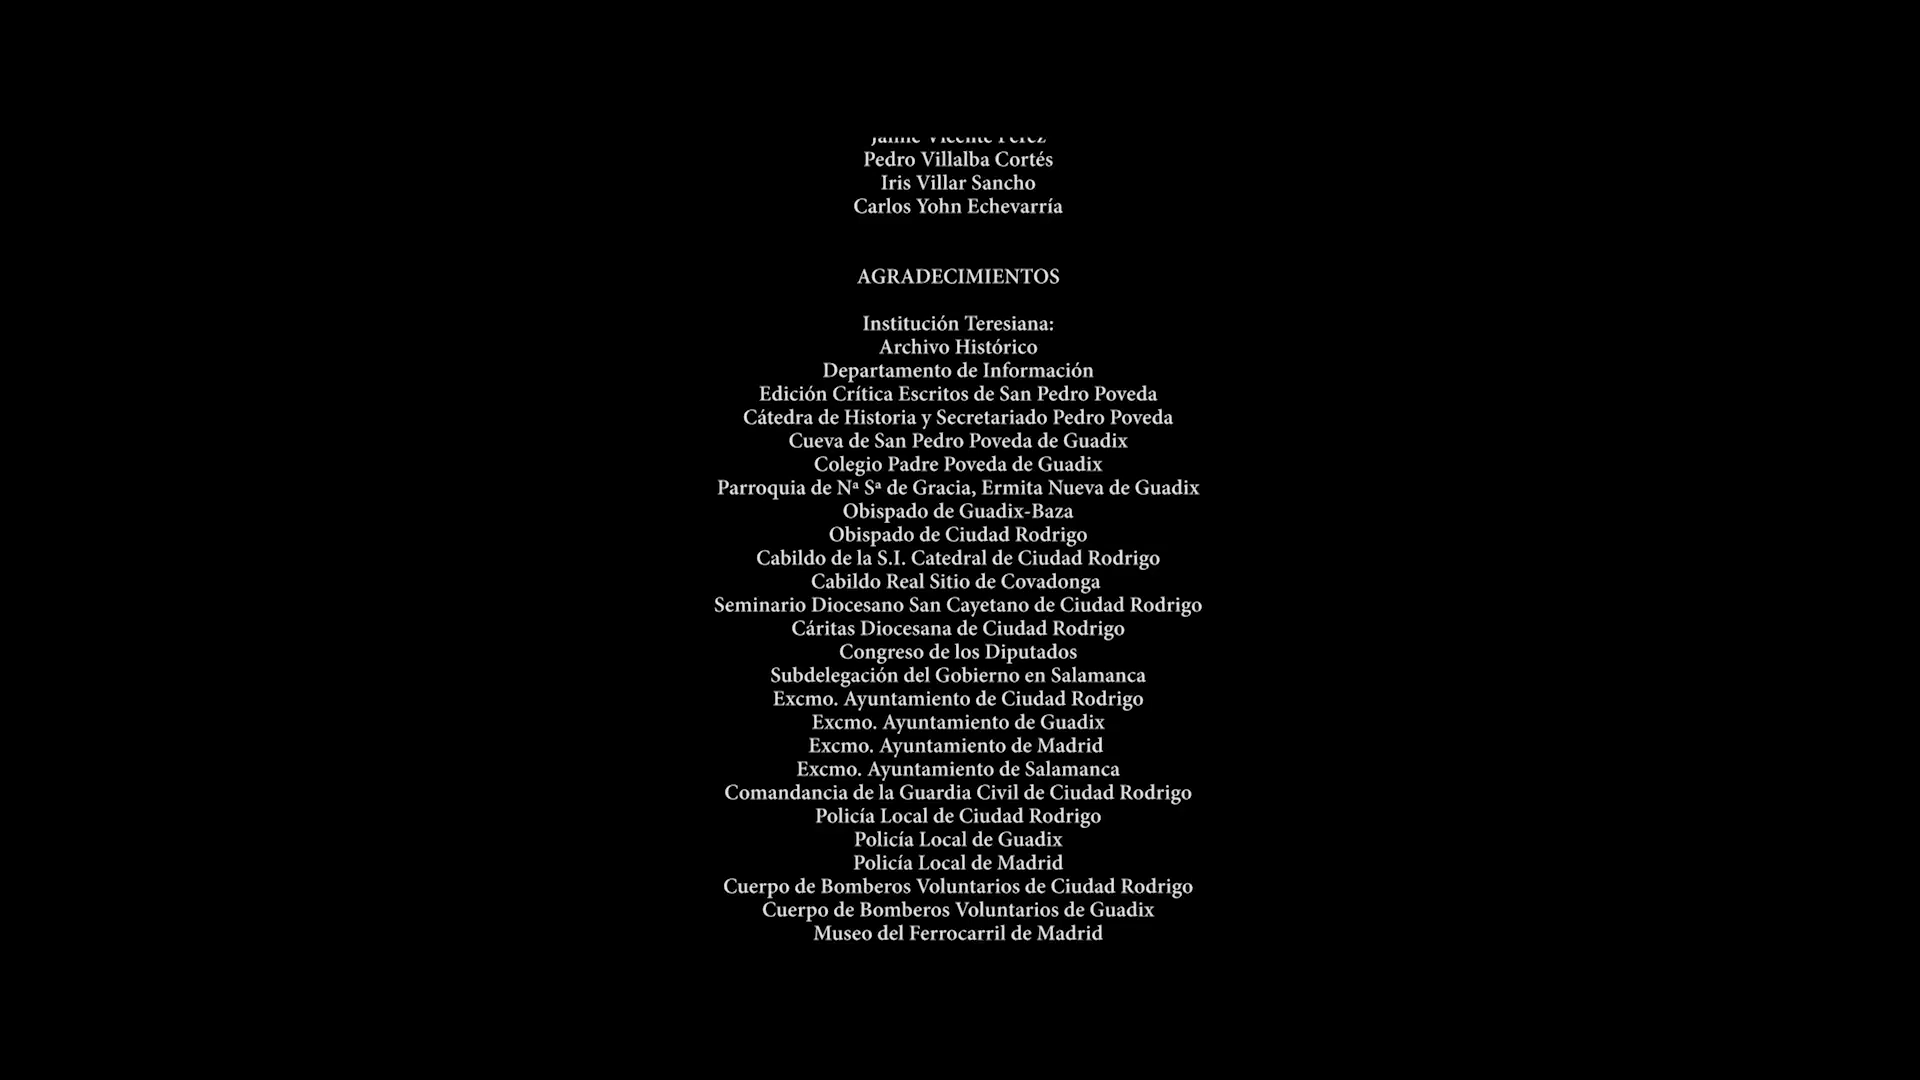 Jaime Vicente Pérez
Pedro Villalba Cortés
Iris Villar Sancho
Carlos Yohn Echevarría
AGRADECIMIENTOS
Institución Teresiana:
Archivo Histórico
Departamento de Información
Edición Crítica Escritos de San Pedro Poveda
Cátedra de Historia y Secretariado Pedro Poveda
Cueva de San Pedro Poveda de Guadix
Colegio Padre Poveda de Guadix
Parroquia de Nª Sª de Gracia, Ermita Nueva de Guadix
Obispado de Guadix-Baza
Obispado de Ciudad Rodrigo
Cabildo de la S.I. Catedral de Ciudad Rodrigo
Cabildo Real Sitio de Covadonga
Seminario Diocesano San Cayetano de Ciudad Rodrigo
Cáritas Diocesana de Ciudad Rodrigo
Congreso de los Diputados
Subdelegación del Gobierno en Salamanca
Excmo. Ayuntamiento de Ciudad Rodrigo
Excmo. Ayuntamiento de Guadix
Excmo. Ayuntamiento de Madrid
Excmo. Ayuntamiento de Salamanca
Comandancia de la Guardia Civil de Ciudad Rodrigo
Policía Local de Ciudad Rodrigo
Policía Local de Guadix
Policía Local de Madrid
Cuerpo de Bomberos Voluntarios de Ciudad Rodrigo
Cuerpo de Bomberos Voluntarios de Guadix
Museo del Ferrocarril de Madrid